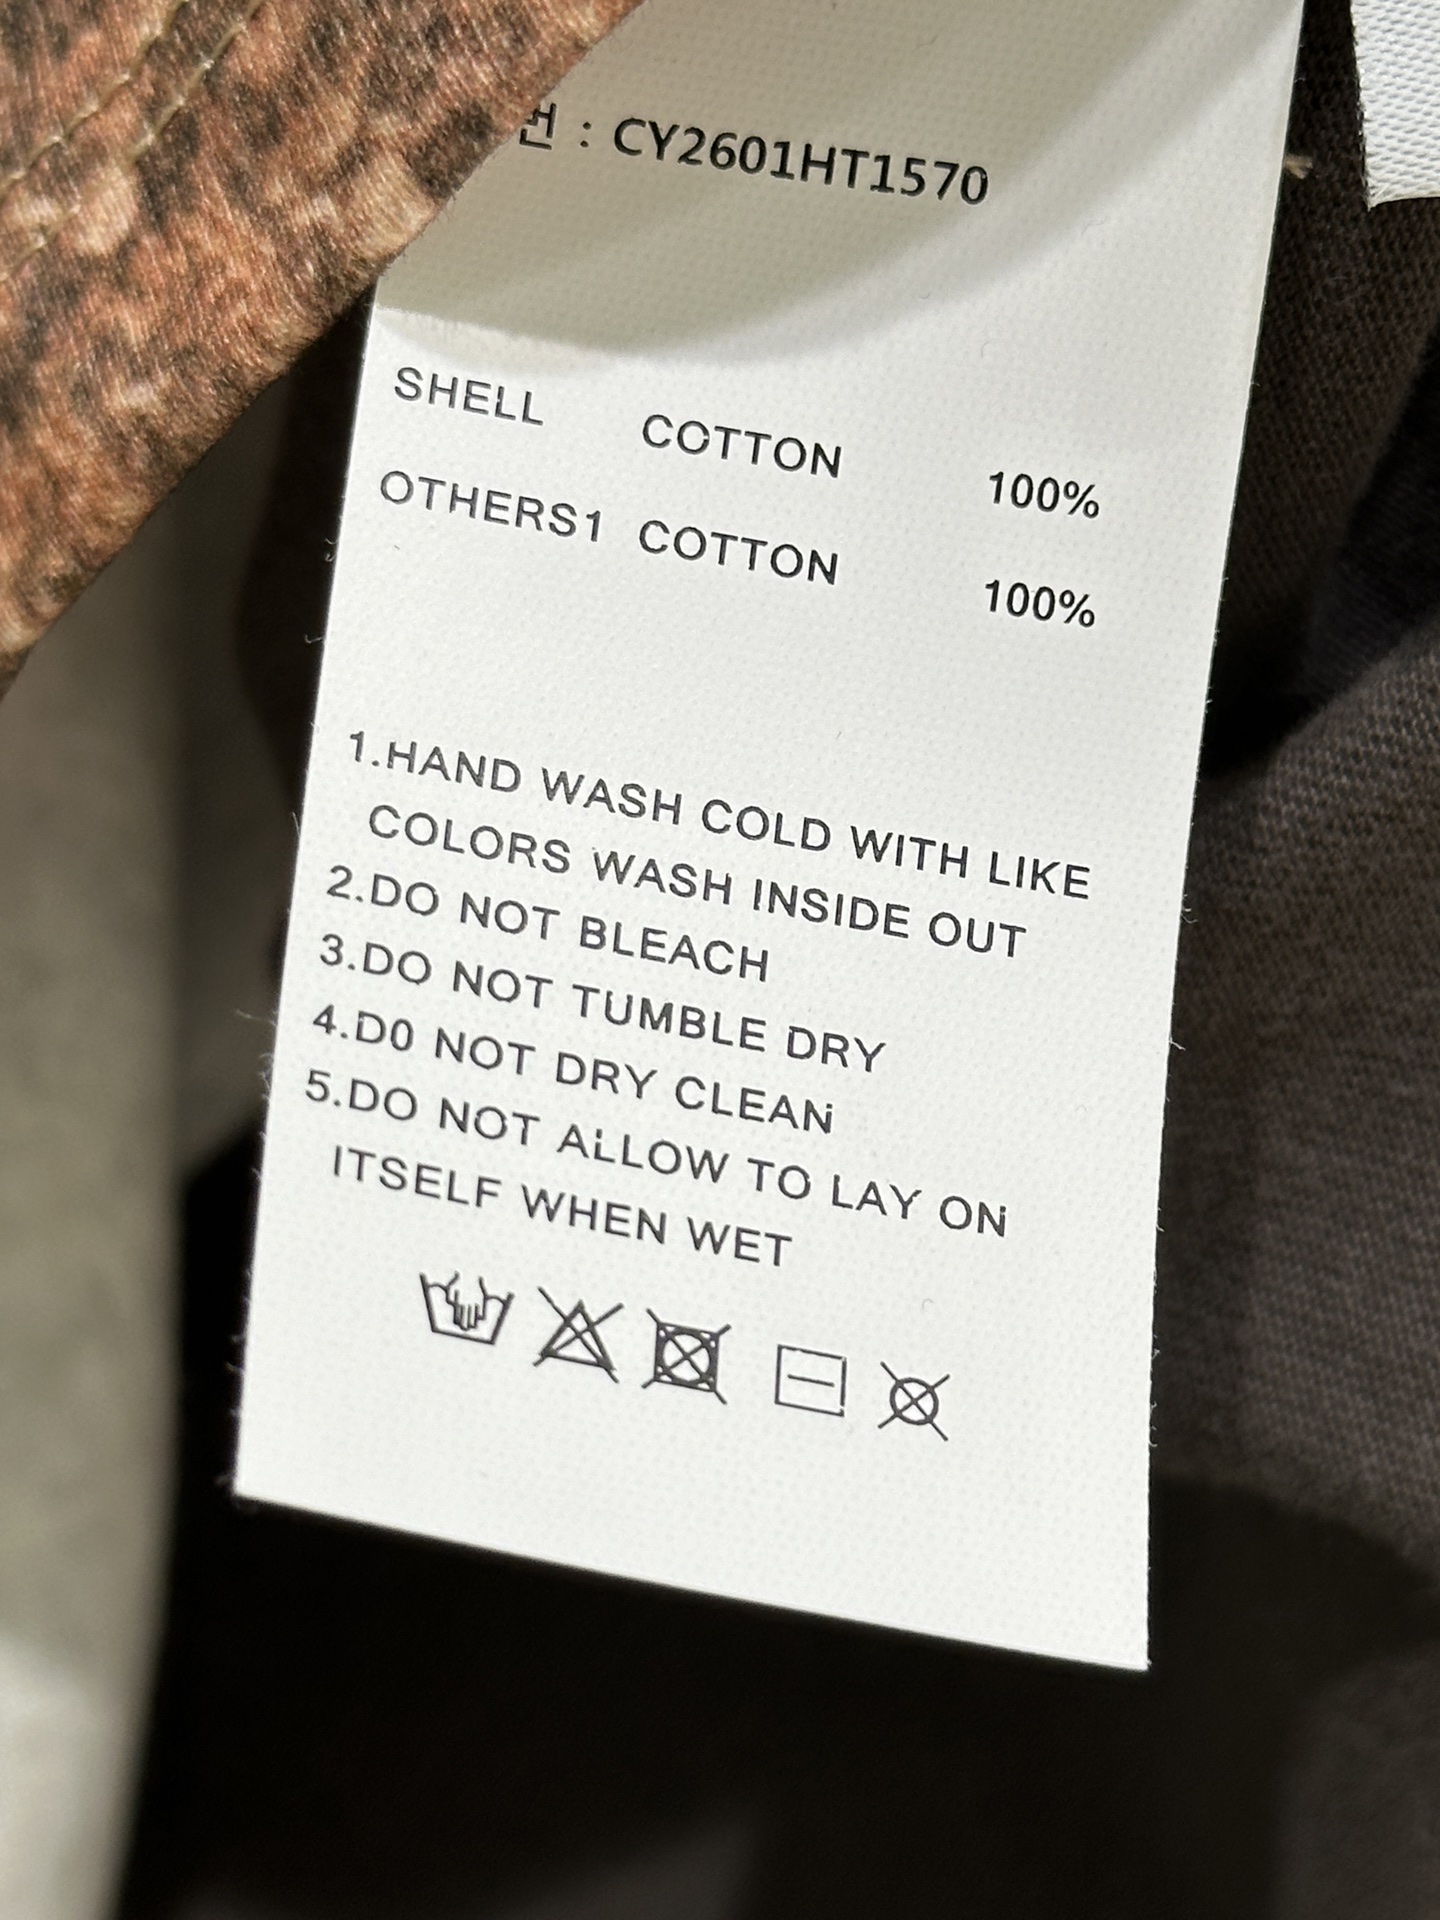 번 : CY2601HT1570
SHELL COTTON 100%
OTHERS1 COTTON 100%
1.HAND WASH COLD WITH LIKE
COLORS WASH INSIDE OUT
2.DO NOT BLEACH
3.DO NOT TUMBLE DRY
4.D0 NOT DRY CLEAN
5.DO NOT ALLOW TO LAY ON
ITSELF WHEN WET